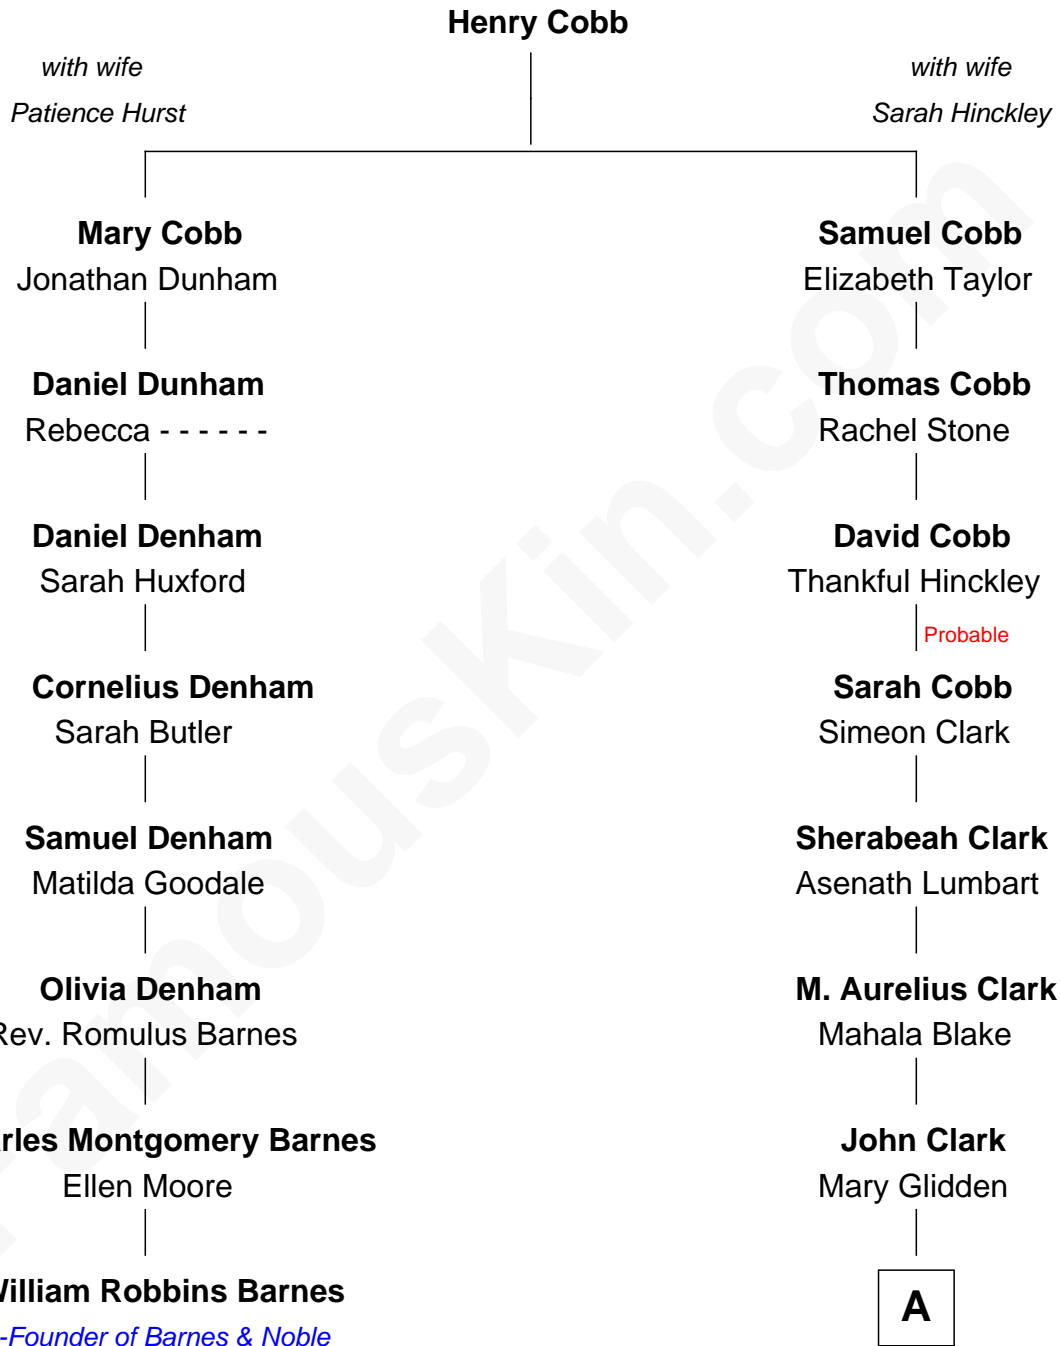 Henry Cobb
with wife
Patience Hurst
with wife
Sarah Hinckley
Mary Cobb
Jonathan Dunham
Samuel Cobb
Elizabeth Taylor
Daniel Dunham
Rebecca - - - - - -
Thomas Cobb
Rachel Stone
Daniel Denham
Sarah Huxford
David Cobb
Thankful Hinckley
Probable
Cornelius Denham
Sarah Butler
Sarah Cobb
Simeon Clark
Samuel Denham
Matilda Goodale
Sherabeah Clark
Asenath Lumbart
Olivia Denham
Rev. Romulus Barnes
M. Aurelius Clark
Mahala Blake
rles Montgomery Barnes
Ellen Moore
John Clark
Mary Glidden
William Robbins Barnes
-Founder of Barnes & Noble
A
FamousKin.com